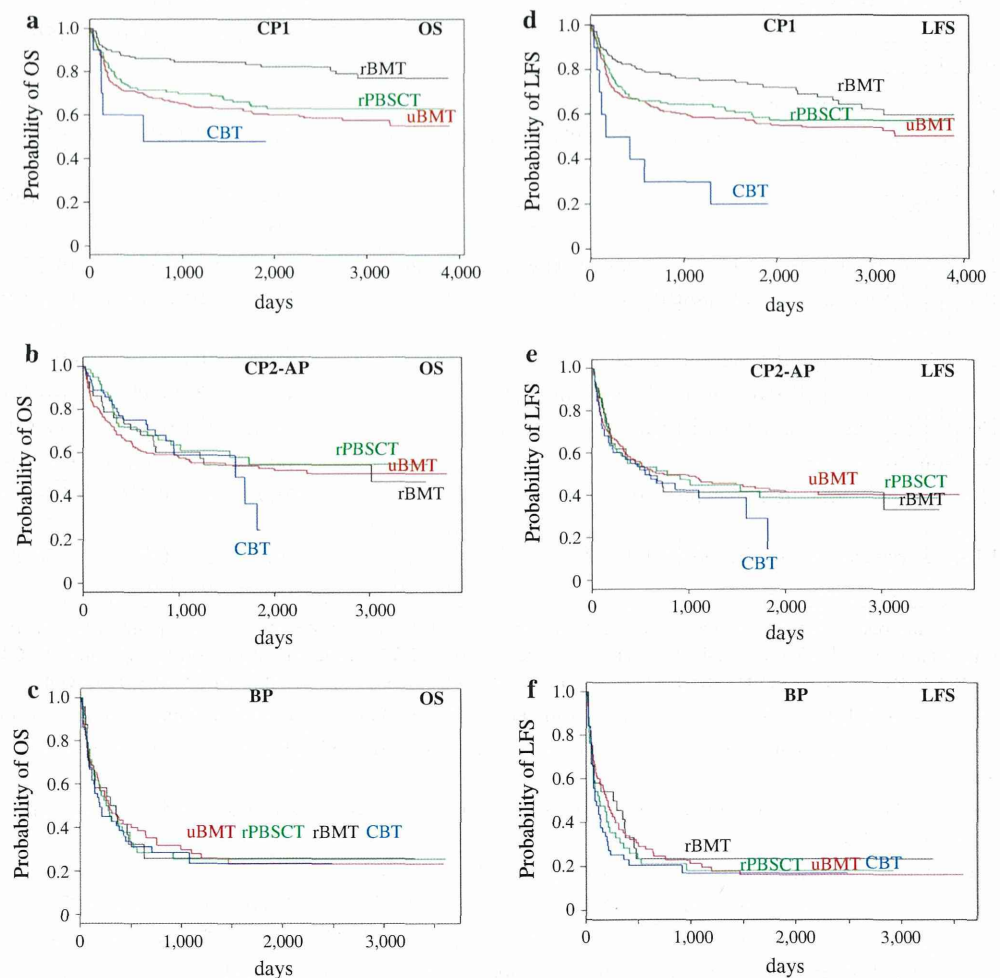 a CP1 OS
Probability of OS
1.0
0.8
0.6
0.4
0.2
0
rBMT
rPBSCT
uBMT
CBT
0 1,000 2,000 3,000 4,000
days
d CP1 LFS
Probability of LFS
1.0
0.8
0.6
0.4
0.2
0
rBMT
rPBSCT
uBMT
CBT
0 1,000 2,000 3,000 4,000
days
b CP2-AP OS
Probability of OS
1.0
0.8
0.6
0.4
0.2
0
rPBSCT
uBMT
rBMT
CBT
0 1,000 2,000 3,000
days
e CP2-AP LFS
Probability of LFS
1.0
0.8
0.6
0.4
0.2
0
uBMT rPBSCT
rBMT
CBT
0 1,000 2,000 3,000
days
c BP OS
Probability of OS
1.0
0.8
0.6
0.4
0.2
0
uBMT rPBSCT rBMT CBT
0 1,000 2,000 3,000
days
f BP LFS
Probability of LFS
1.0
0.8
0.6
0.4
0.2
0
rBMT
rPBSCT uBMT CBT
0 1,000 2,000 3,000
days